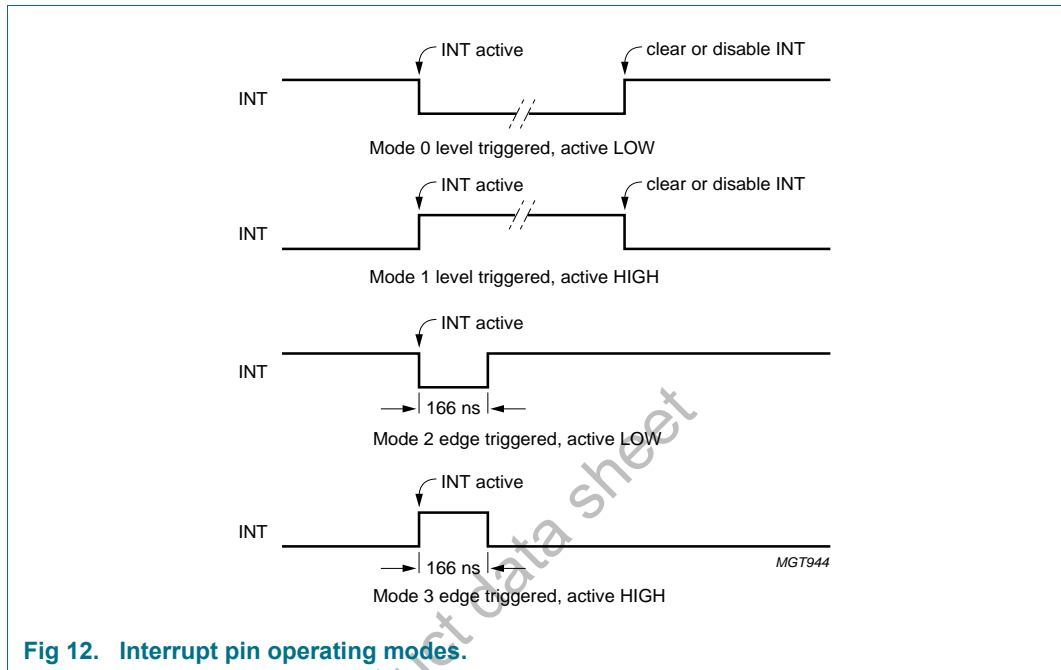 INT active
clear or disable INT
INT
Mode 0 level triggered, active LOW
INT active
clear or disable INT
INT
Mode 1 level triggered, active HIGH
INT active
INT
166 ns
Mode 2 edge triggered, active LOW
INT active
INT
166 ns
MGT944
Mode 3 edge triggered, active HIGH
Fig 12. Interrupt pin operating modes.
data sheet